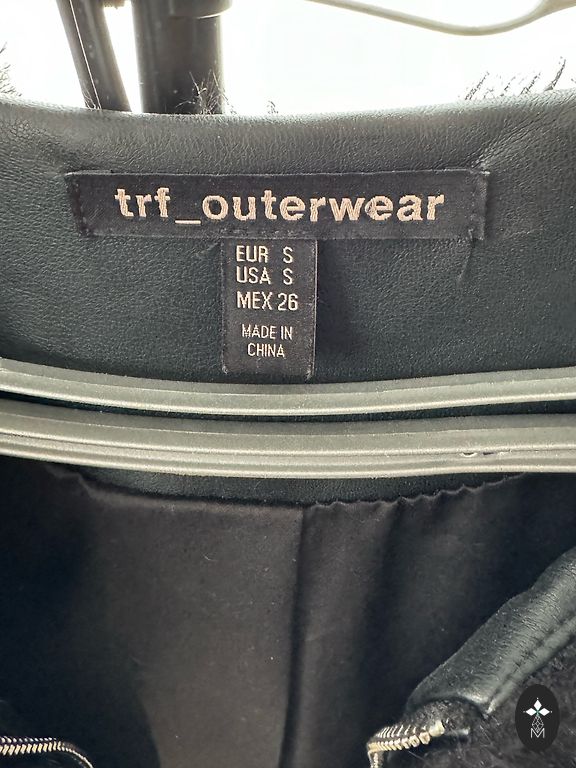 trf_outerwear
EUR S
USA S
MEX 26
MADE IN
CHINA